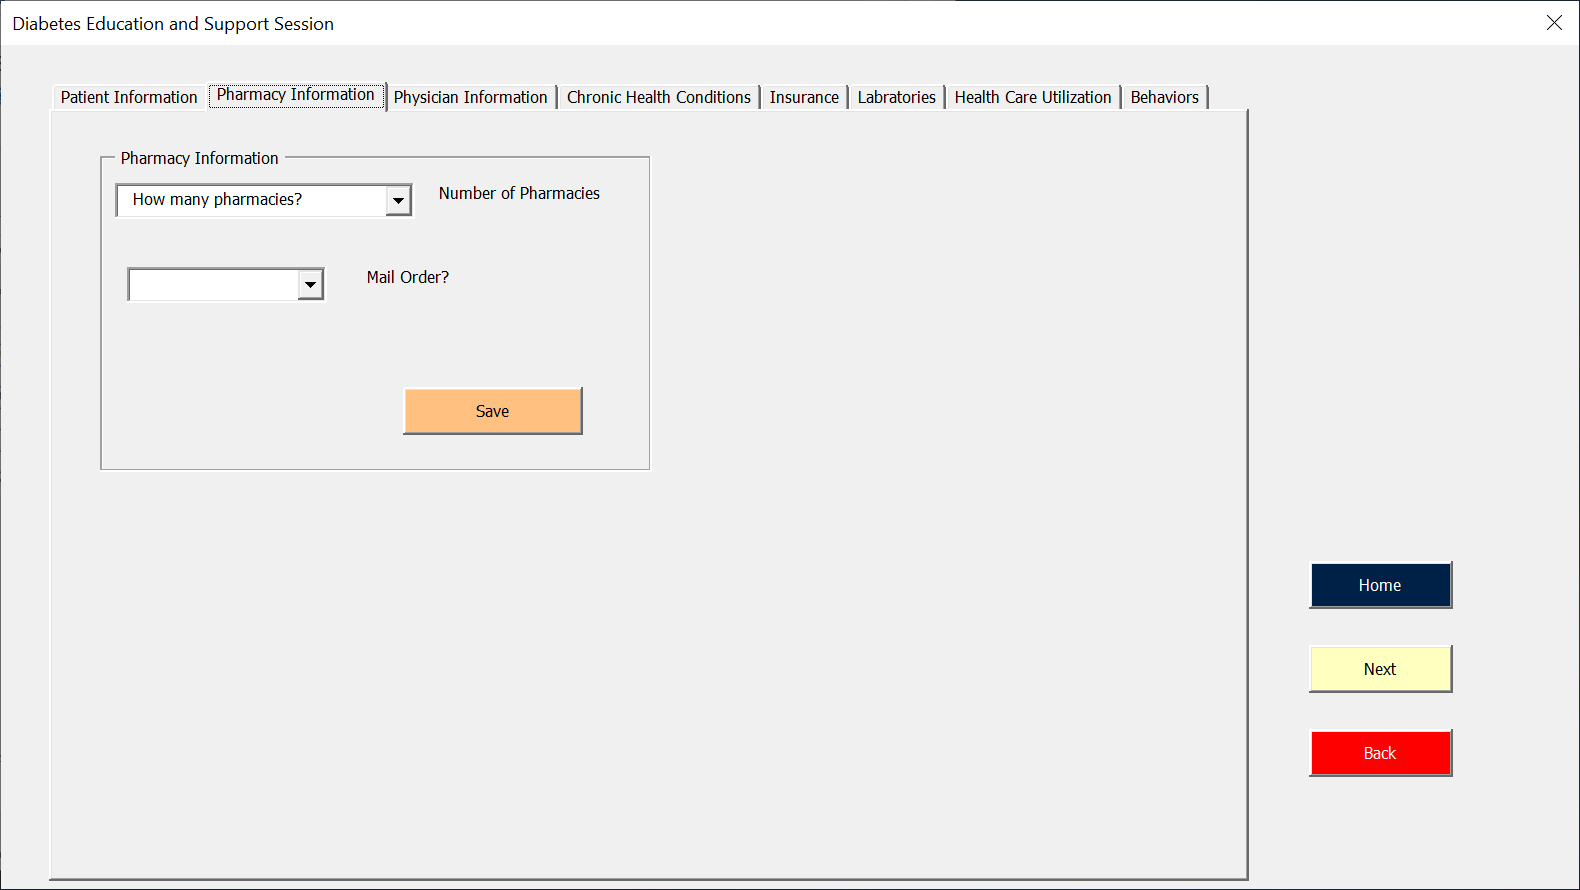 Diabetes Education and Support Session
Patient Information Pharmacy Information Physician Information Chronic Health Conditions Insurance Labratories Health Care Utilization Behaviors
Pharmacy Information
How many pharmacies? Number of Pharmacies
Mail Order?
Save
Home
Next
Back